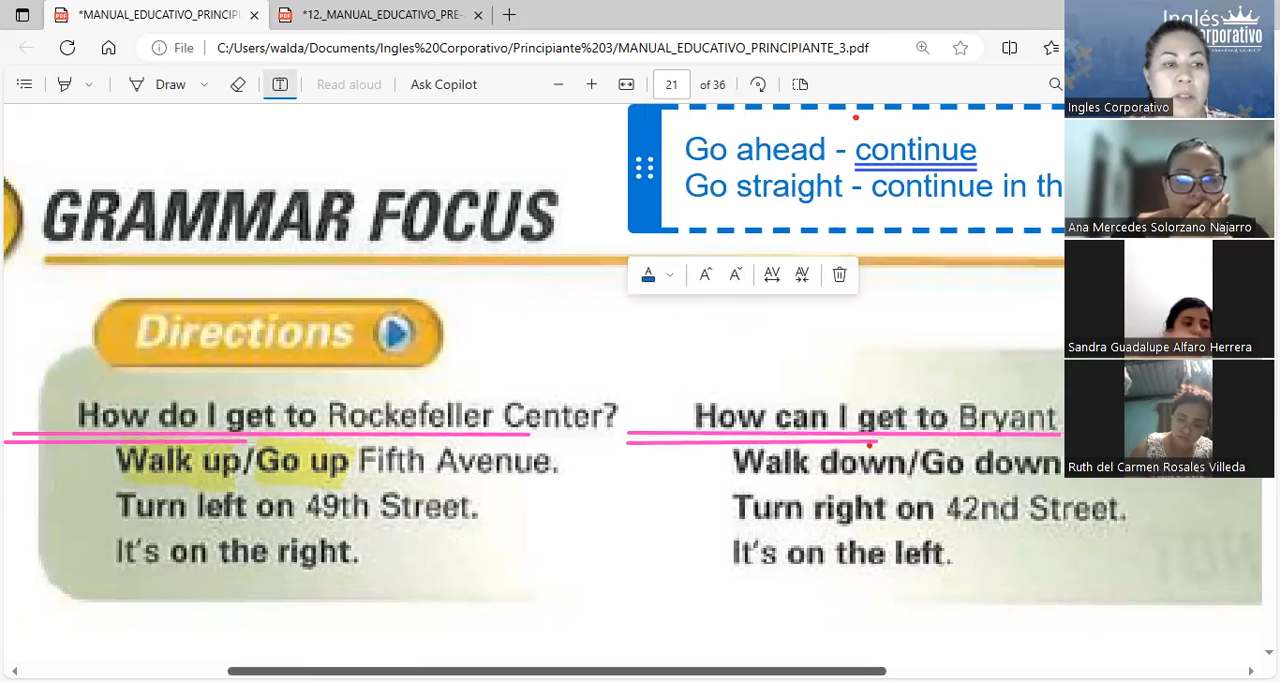 *MANUAL_EDUCATIVO_PRINCIPI
*12._MANUAL_EDUCATIVO_PRE-
File
C:/Users/walda/Documents/Ingles%20Corporativo/Principiante%203/MANUAL_EDUCATIVO_PRINCIPIANTE_3.pdf
Draw
Read aloud
Ask Copilot
21 of 36
Go ahead - continue
Go straight - continue in th
GRAMMAR FOCUS
Directions
How do I get to Rockefeller Center?
Walk up/Go up Fifth Avenue.
Turn left on 49th Street.
It's on the right.
How can I get to Bryant
Walk down/Go down
Turn right on 42nd Street.
It's on the left.
Inglés
orporativo
Ingles Corporativo
Ana Mercedes Solorzano Najarro
Sandra Guadalupe Alfaro Herrera
Ruth del Carmen Rosales Villeda